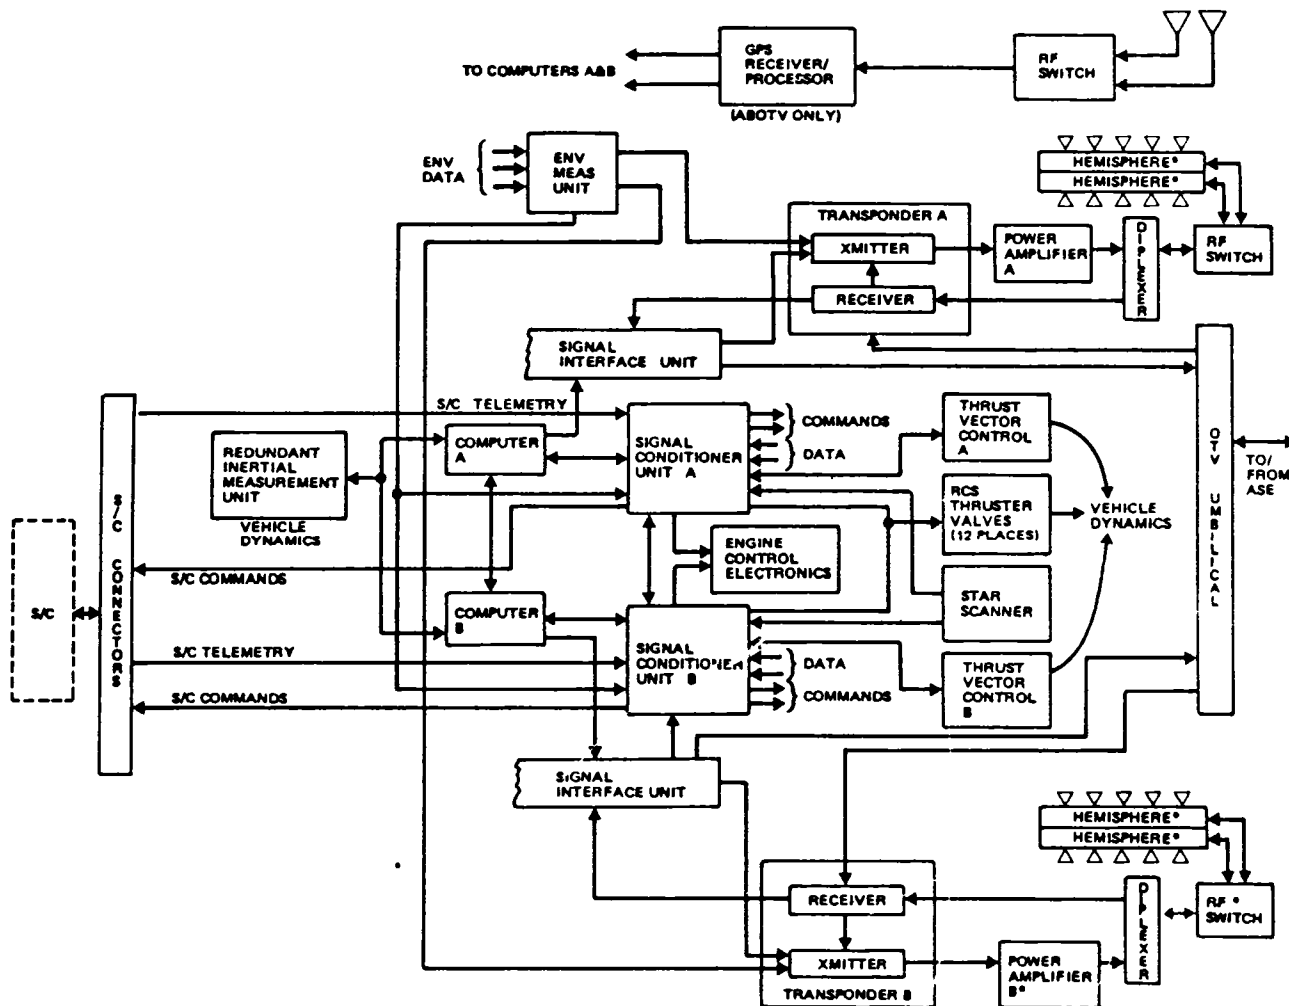 GPS
RECEIVER/
PROCESSOR
(ABOTV ONLY)
TO COMPUTERS A&B
RF
SWITCH
ENV
DATA
ENV
MEAS
UNIT
HEMISPHERE*
HEMISPHERE*
TRANSPONDER A
XMITTER
RECEIVER
POWER
AMPLIFIER
A
DIPLEXER
RF
SWITCH
SIGNAL
INTERFACE UNIT
S/C TELEMETRY
REDUNDANT
INERTIAL
MEASUREMENT
UNIT
VEHICLE
DYNAMICS
COMPUTER
A
SIGNAL
CONDITIONER
UNIT A
COMMANDS
DATA
THRUST
VECTOR
CONTROL
A
RCS
THRUSTER
VALVES
(12 PLACES)
VEHICLE
DYNAMICS
OTV UMBILICAL
TO/
FROM
ASE
S/C
S/C CONNECTORS
S/C COMMANDS
ENGINE
CONTROL
ELECTRONICS
STAR
SCANNER
COMPUTER
B
S/C TELEMETRY
SIGNAL
CONDITIONER
UNIT B
DATA
COMMANDS
THRUST
VECTOR
CONTROL
B
S/C COMMANDS
SIGNAL
INTERFACE UNIT
HEMISPHERE*
HEMISPHERE*
RECEIVER
XMITTER
TRANSPONDER B
POWER
AMPLIFIER
B*
DIPLEXER
RF*
SWITCH